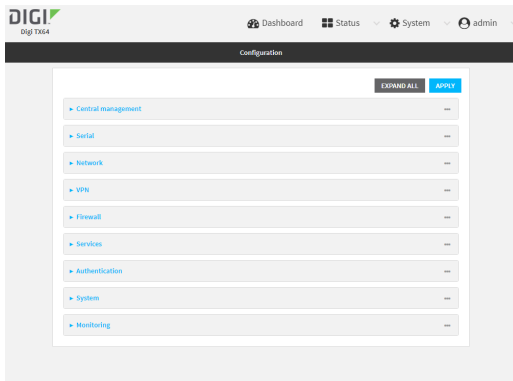 DIGI
Digi TX64
Dashboard
Status
System
admin
Configuration
EXPAND ALL
APPLY
Central management
Serial
Network
VPN
Firewall
Services
Authentication
System
Monitoring